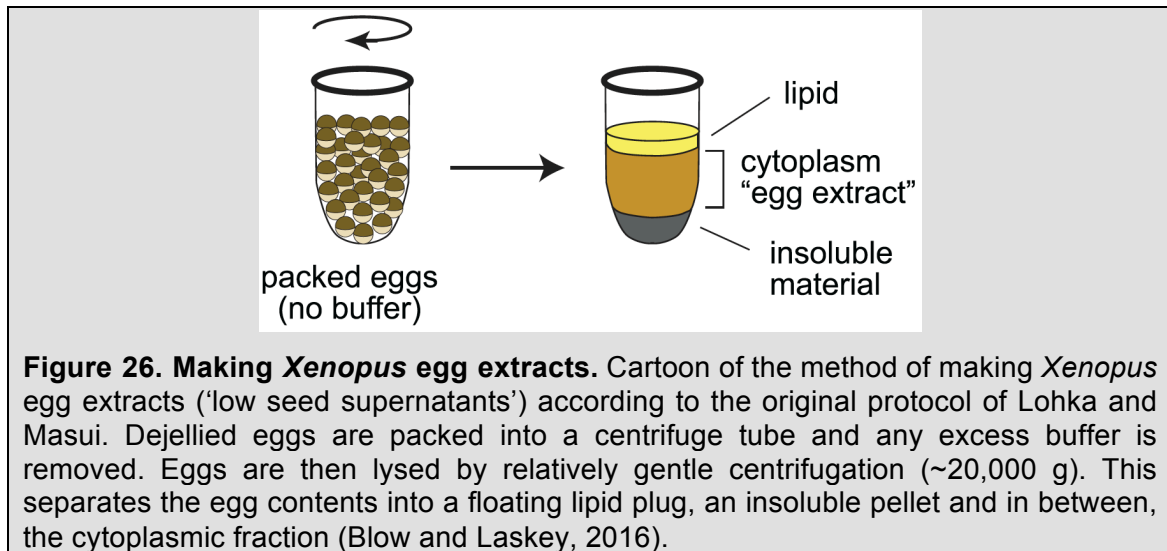 lipid
cytoplasm
“egg extract”
insoluble
material
packed eggs
(no buffer)
Figure 26. Making Xenopus egg extracts. Cartoon of the method of making Xenopus
egg extracts (‘low seed supernatants’) according to the original protocol of Lohka and
Masui. Dejellied eggs are packed into a centrifuge tube and any excess buffer is
removed. Eggs are then lysed by relatively gentle centrifugation (~20,000 g). This
separates the egg contents into a floating lipid plug, an insoluble pellet and in between,
the cytoplasmic fraction (Blow and Laskey, 2016).